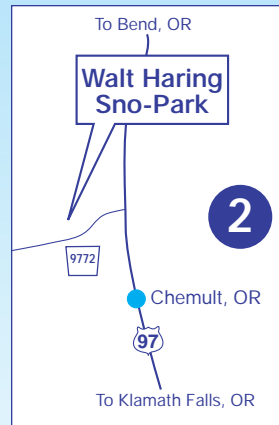 To Bend, OR
Walt Haring
Sno-Park
2
9772
Chemult, OR
97
To Klamath Falls, OR